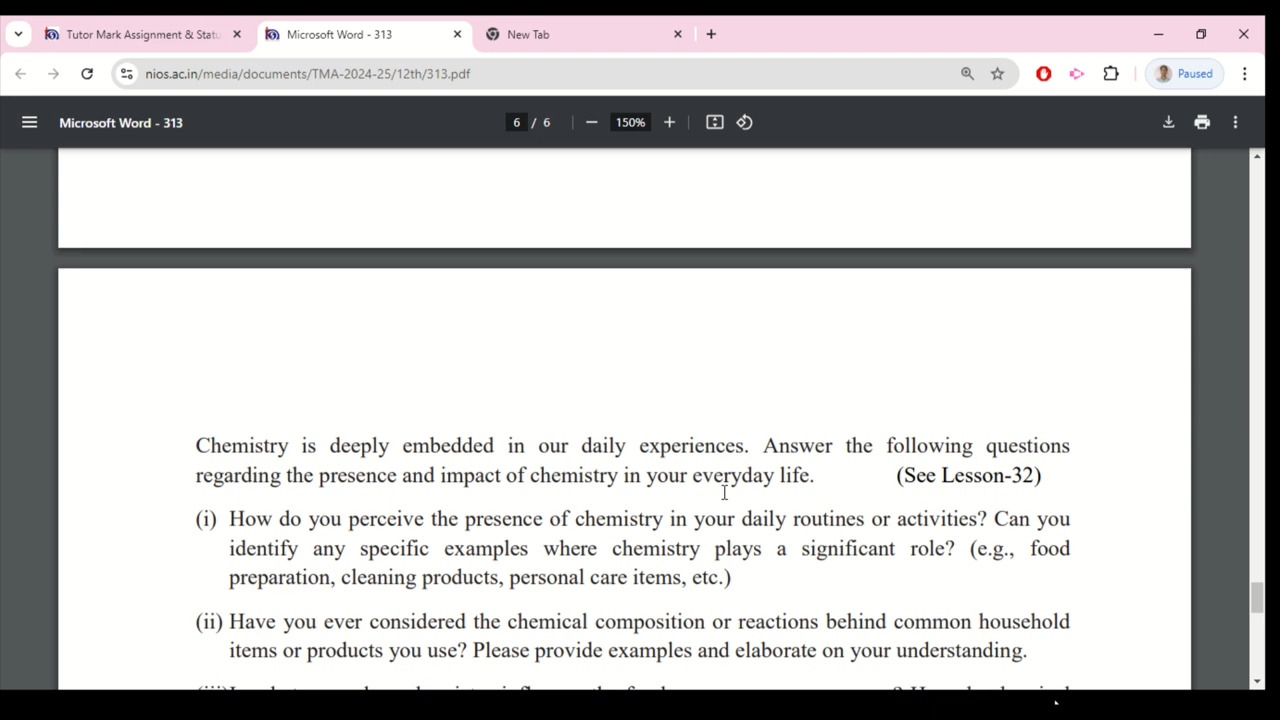 Tutor Mark Assignment & Statu
Microsoft Word - 313
New Tab
nios.ac.in/media/documents/TMA-2024-25/12th/313.pdf
Paused
Microsoft Word - 313
6 / 6
150%
Chemistry is deeply embedded in our daily experiences. Answer the following questions
regarding the presence and impact of chemistry in your everyday life. (See Lesson-32)
(i) How do you perceive the presence of chemistry in your daily routines or activities? Can you
identify any specific examples where chemistry plays a significant role? (e.g., food
preparation, cleaning products, personal care items, etc.)
(ii) Have you ever considered the chemical composition or reactions behind common household
items or products you use? Please provide examples and elaborate on your understanding.